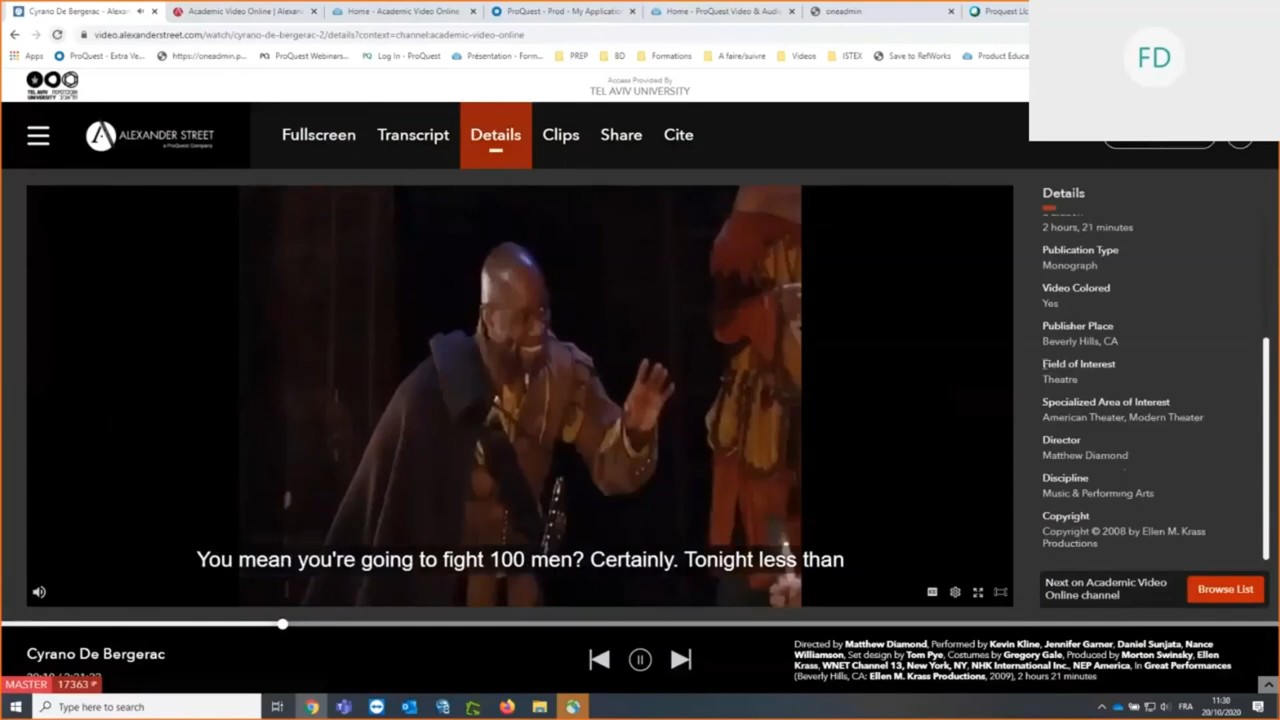 Cyrano De Bergerac - Alexan
Academic Video Online | Alexan
Home - Academic Video Online
ProQuest - Prod - My Applicatio
Home - ProQuest Video & Audi
oneadmin
Proquest Llc
video.alexanderstreet.com/watch/cyrano-de-bergerac-2/details?context=channel:academic-video-online
Apps
ProQuest - Extra Ve...
https://oneadmin.p...
ProQuest Webinars...
Log In - ProQuest
Présentation - Form...
PREP
BD
Formations
A faire/suivre
Videos
ISTEX
Save to RefWorks
Product Educa
FD
TEL AVIV
UNIVERSITY
Access Provided By
TEL AVIV UNIVERSITY
ALEXANDER STREET
a ProQuest Company
Fullscreen
Transcript
Details
Clips
Share
Cite
Details
2 hours, 21 minutes
Publication Type
Monograph
Video Colored
Yes
Publisher Place
Beverly Hills, CA
Field of Interest
Theatre
Specialized Area of Interest
American Theater, Modern Theater
Director
Matthew Diamond
Discipline
Music & Performing Arts
Copyright
Copyright © 2008 by Ellen M. Krass
Productions
You mean you're going to fight 100 men? Certainly. Tonight less than
Next on Academic Video
Online channel
Browse List
Cyrano De Bergerac
Directed by Matthew Diamond, Performed by Kevin Kline, Jennifer Garner, Daniel Sunjata, Nance
Williamson, Set design by Tom Pye, Costumes by Gregory Gale, Produced by Morton Swinsky, Ellen
Krass, WNET Channel 13, New York, NY, NHK International Inc., NEP America, In Great Performances
(Beverly Hills, CA: Ellen M. Krass Productions, 2009), 2 hours 21 minutes
MASTER
17363
Type here to search
FRA
11:30
20/10/2020